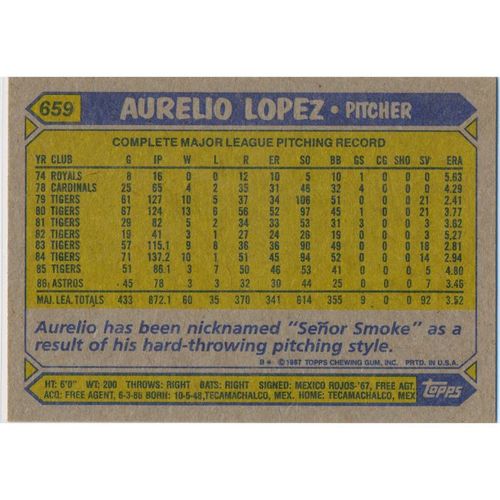 659
AURELIO LOPEZ • PITCHER
COMPLETE MAJOR LEAGUE PITCHING RECORD
YR CLUB G IP W L R ER SO BB GS CG SHO SV ERA
74 ROYALS 8 16 0 0 12 10 5 10 1 0 0 0 5.63
78 CARDINALS 25 65 4 2 35 31 46 32 4 0 0 0 4.29
79 TIGERS 61 127 10 5 37 34 106 51 0 0 0 21 2.41
80 TIGERS 67 124 13 6 56 52 97 45 1 0 0 21 3.77
81 TIGERS 29 82 5 2 34 33 53 31 3 0 0 3 3.62
82 TIGERS 19 41 3 1 27 24 26 19 0 0 0 3 5.27
83 TIGERS 57 115.1 9 8 36 36 90 49 0 0 0 18 2.81
84 TIGERS 71 137.2 10 1 51 45 94 52 0 0 0 14 2.94
85 TIGERS 51 86.1 3 7 50 46 53 41 0 0 0 5 4.80
86 ASTROS 45 78 3 3 32 30 44 25 0 0 0 7 3.46
MAJ. LEA. TOTALS 433 872.1 60 35 370 341 614 355 9 0 0 92 3.52
Aurelio has been nicknamed "Señor Smoke" as a
result of his hard-throwing pitching style.
B* ©1987 TOPPS CHEWING GUM, INC. PRTD. IN U.S.A.
HT: 6'0" WT: 200 THROWS: RIGHT BATS: RIGHT SIGNED: MEXICO ROJOS-'67, FREE AGT.
ACQ: FREE AGENT, 6-3-86 BORN: 10-5-48, TECAMACHALCO, MEX. HOME: TECAMACHALCO, MEX
Topps